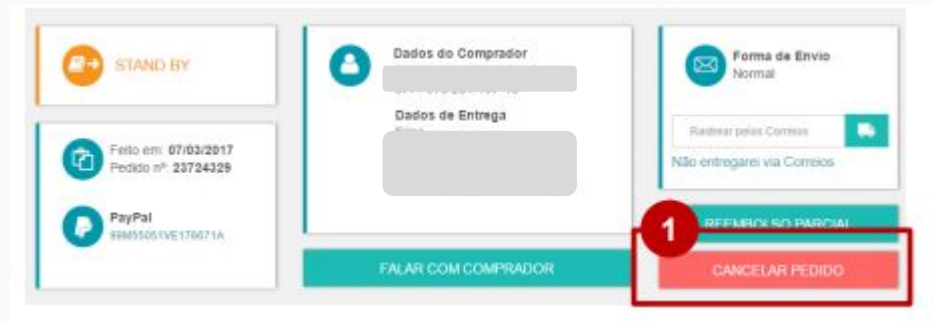 STAND BY
Feito em: 07/03/2017
Pedido nº: 23724329
PayPal
Dados do Comprador
Dados de Entrega
FALAR COM COMPRADOR
Forma de Envio
Normal
Rastrear pelos Correios
Não entregarei via Correios
1
REEMBOLSO PARCIAL
CANCELAR PEDIDO